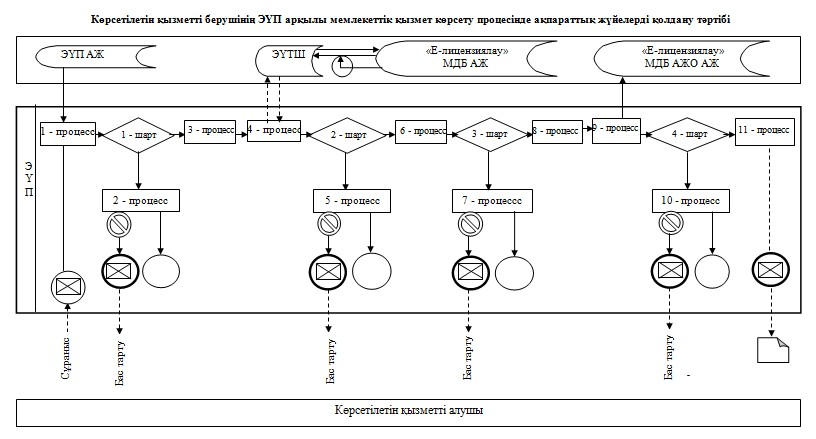 Көрсетілетін қызметті берушінің ЭҮП арқылы мемлекеттік қызмет көрсету процесінде ақпараттық жүйелерді қолдану тәртібі
ЭҮП АЖ
ЭҮТШ
«Е-лицензиялау»
МДБ АЖ
«Е-лицензиялау»
МДБ АЖО АЖ
ЭҮП
1 - процесс
1 - шарт
3 - процесс
4 - процесс
2 - шарт
6 - процесс
3 - шарт
8 - процесс
9 - процесс
4 - шарт
11 - процесс
2 - процесс
5 - процесс
7 - процессс
10 - процесс
Сұраныс
Бас тарту
Бас тарту
Бас тарту
Бас тарту
-
Көрсетілетін қызметті алушы